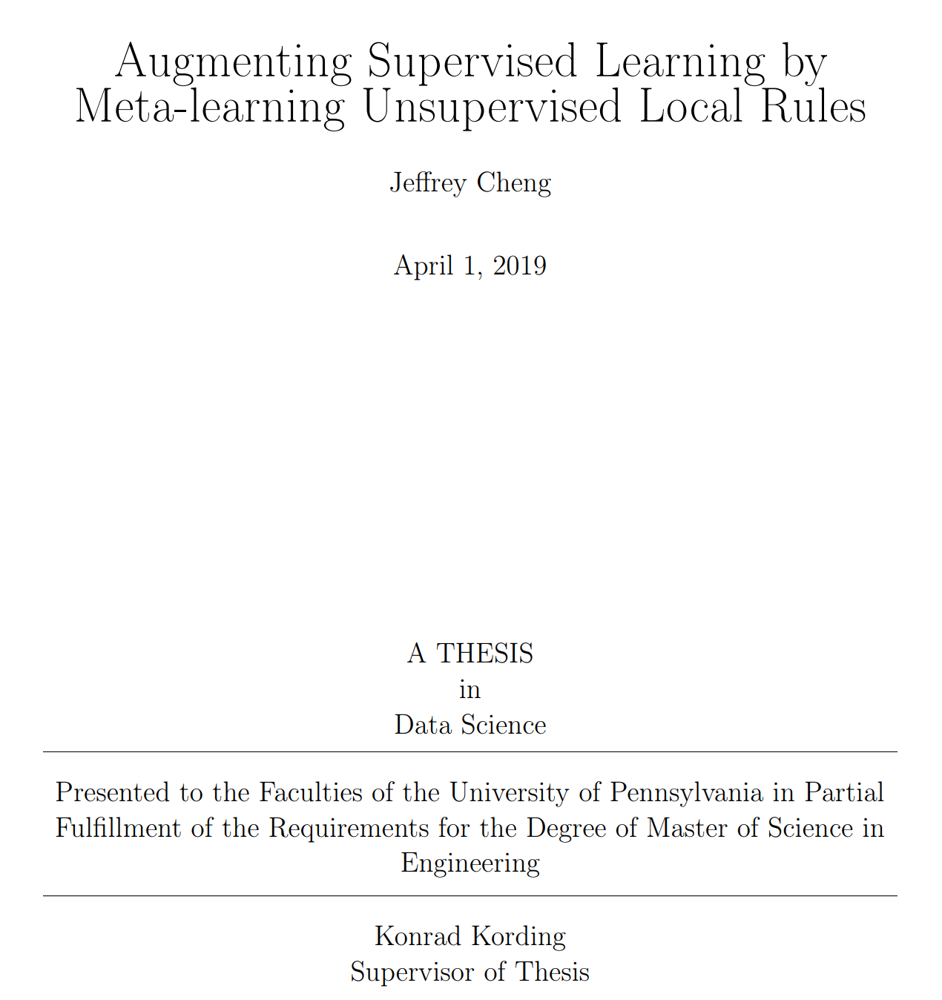 Augmenting Supervised Learning by
Meta-learning Unsupervised Local Rules
Jeffrey Cheng
April 1, 2019
A THESIS
in
Data Science
Presented to the Faculties of the University of Pennsylvania in Partial
Fulfillment of the Requirements for the Degree of Master of Science in
Engineering
Konrad Kording
Supervisor of Thesis